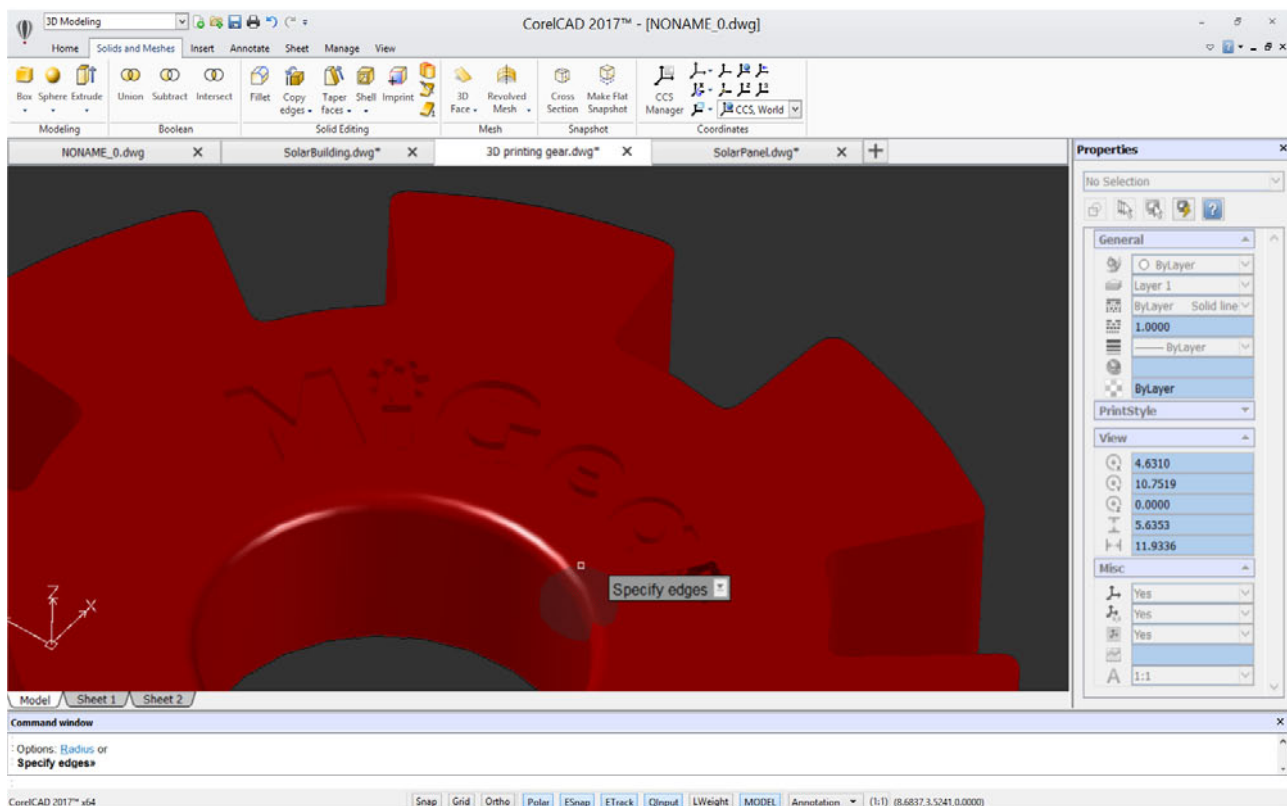 3D Modeling
CorelCAD 2017™ - [NONAME_0.dwg]
Home Solids and Meshes Insert Annotate Sheet Manage View
Box Sphere Extrude Union Subtract Intersect Fillet Copy edges Taper faces Shell Imprint 3D Face Revolved Mesh Cross Section Make Flat Snapshot CCS Manager CCS, World
Modeling Boolean Solid Editing Mesh Snapshot Coordinates
NONAME_0.dwg SolarBuilding.dwg* 3D printing gear.dwg* SolarPanel.dwg*
Properties
No Selection
General
ByLayer
Layer 1
ByLayer Solid line
1.0000
ByLayer
ByLayer
PrintStyle
View
4.6310
10.7519
0.0000
5.6353
11.9336
Misc
Yes
Yes
Yes
1:1
Specify edges
Z
X
Model Sheet 1 Sheet 2
Command window
Options: Radius or
Specify edges»
CorelCAD 2017™ x64 Snap Grid Ortho Polar ESnap ETrack QInput LWeight MODEL Annotation (1:1) (8.6837,3.5241,0.0000)